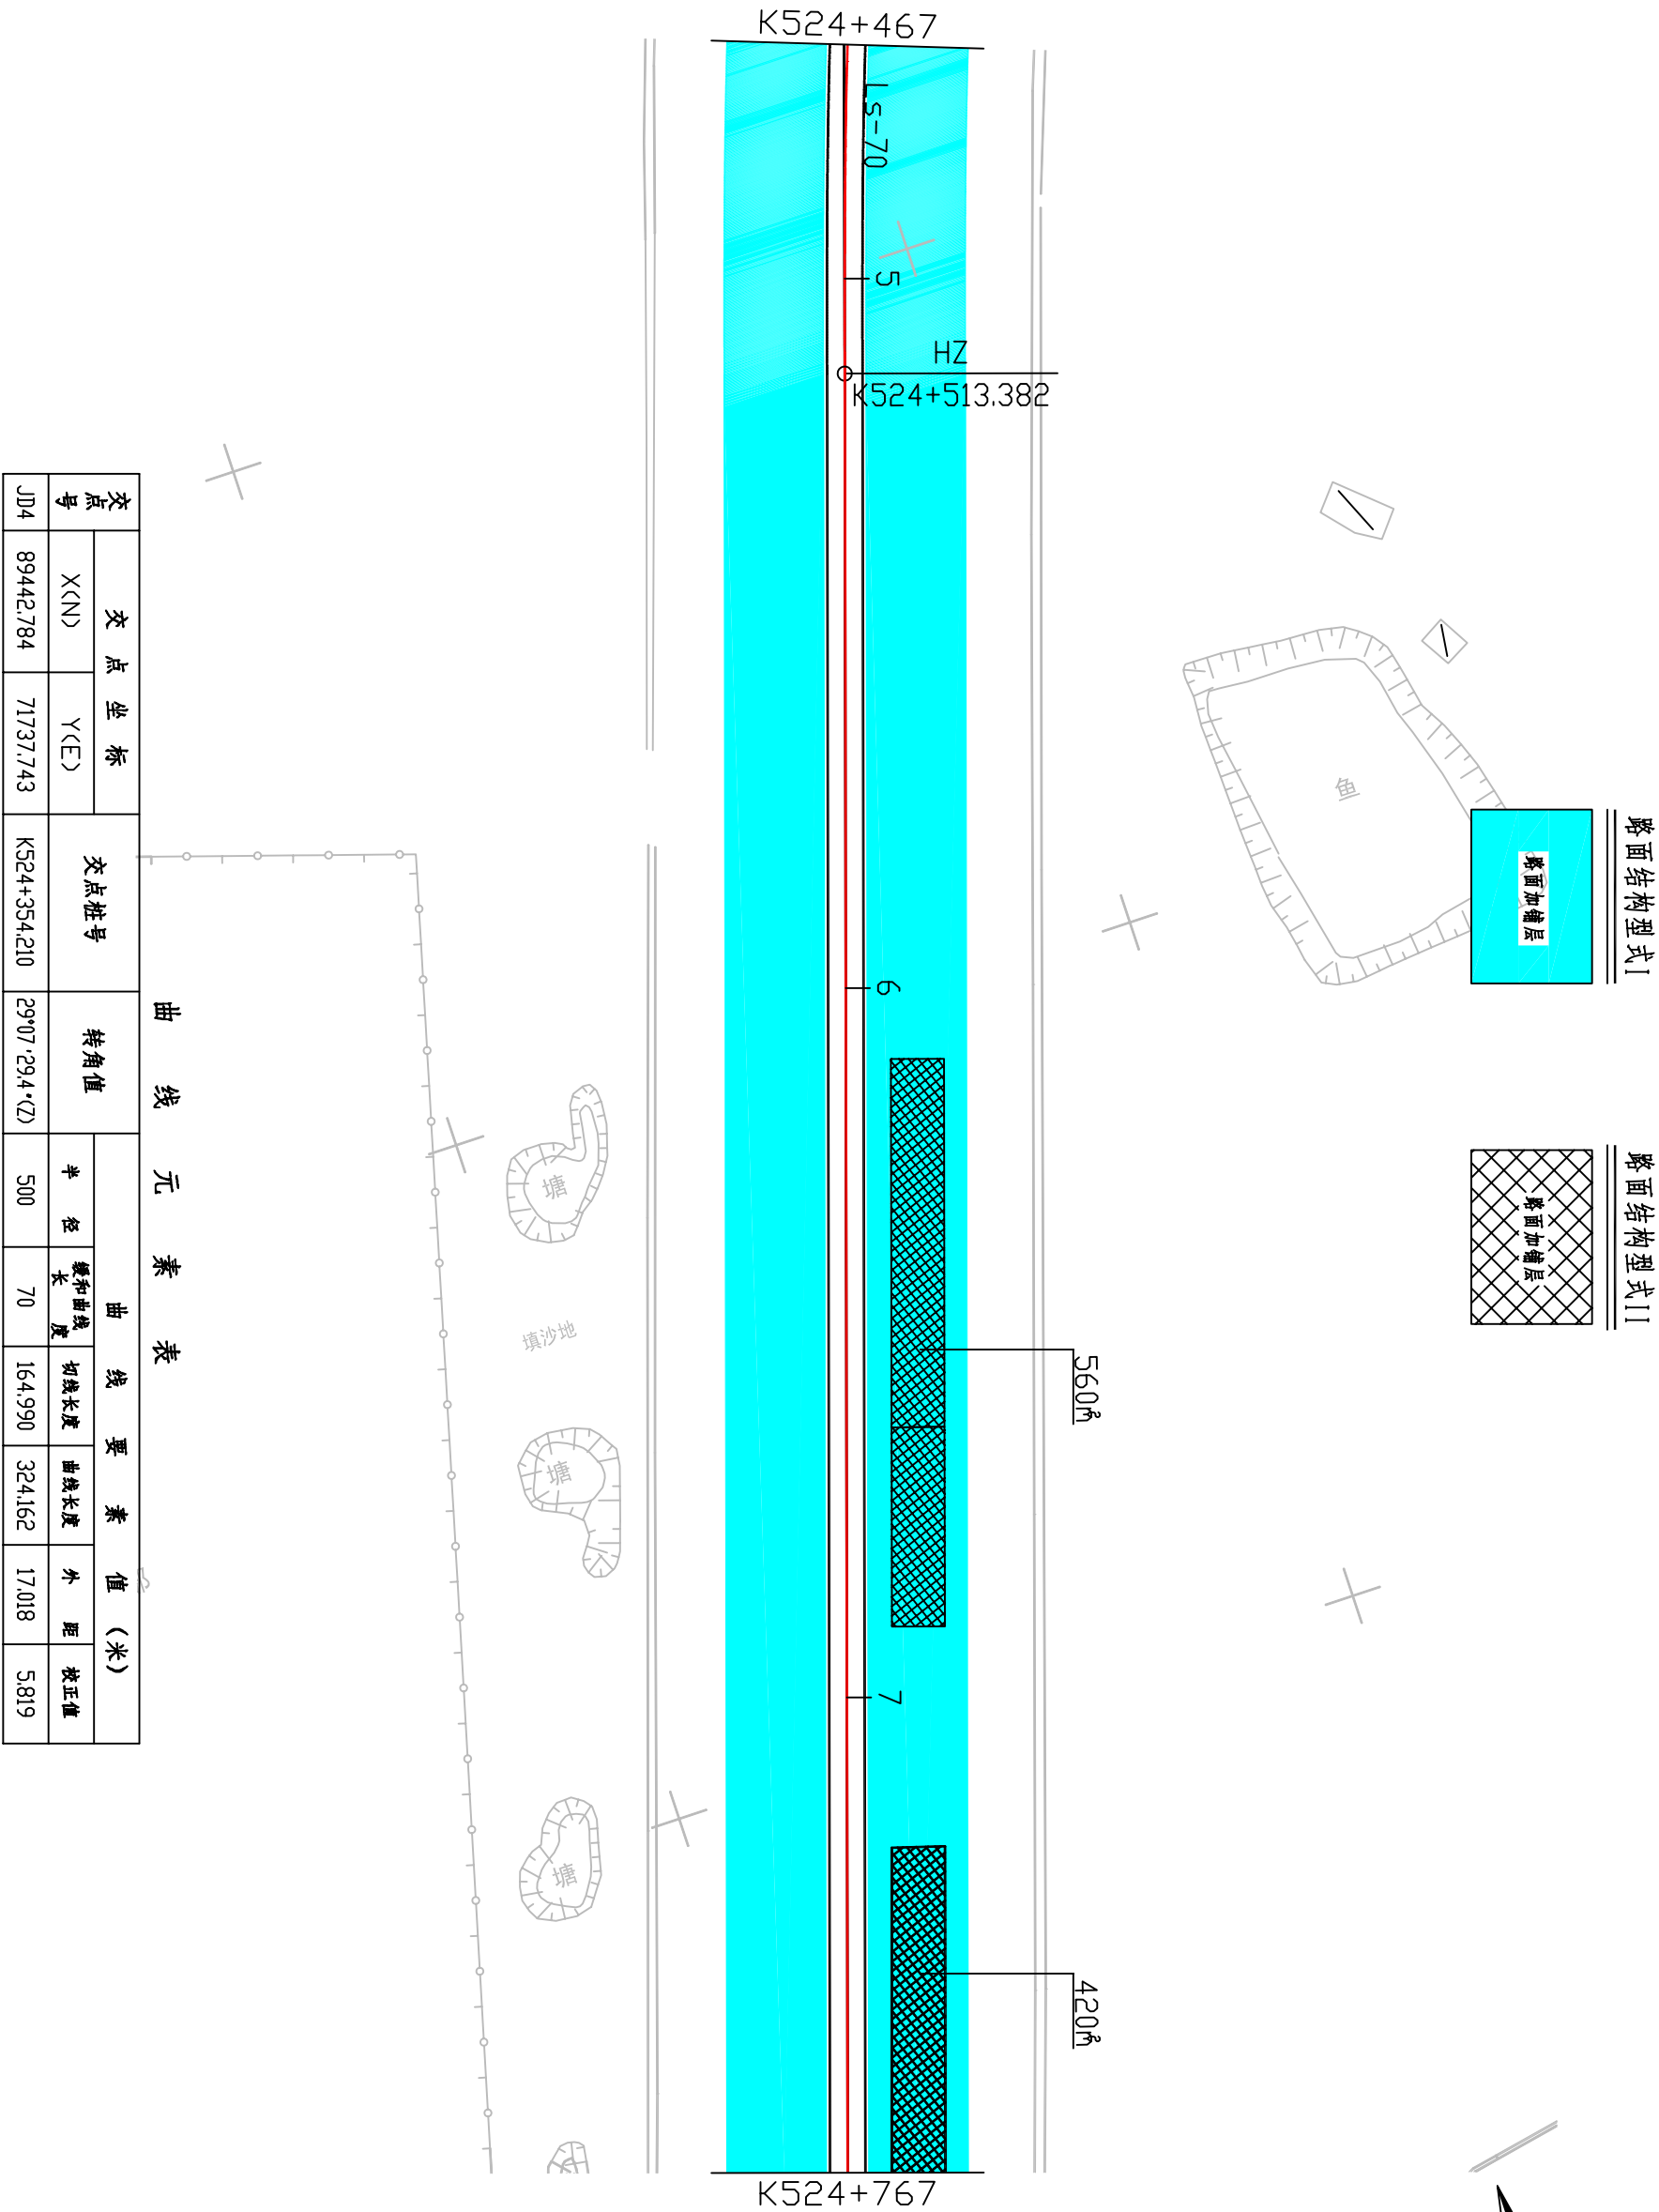 K524+467
Ls-70
5
HZ
K524+513.382
6
7
560m²
420m²
K524+767
鱼
塘
填沙地
塘
塘
路面结构型式I
路面加铺层
路面结构型式II
路面加铺层
曲线元素表
交点号 交点坐标 交点桩号 转角值 曲线要素值(米)
X(N) Y(E) 半径 缓和曲线长度 切线长度 曲线长度 外距 校正值
JD4 89442.784 71737.743 K524+354.210 29°07'29.4"(Z) 500 70 164.990 324.162 17.018 5.819